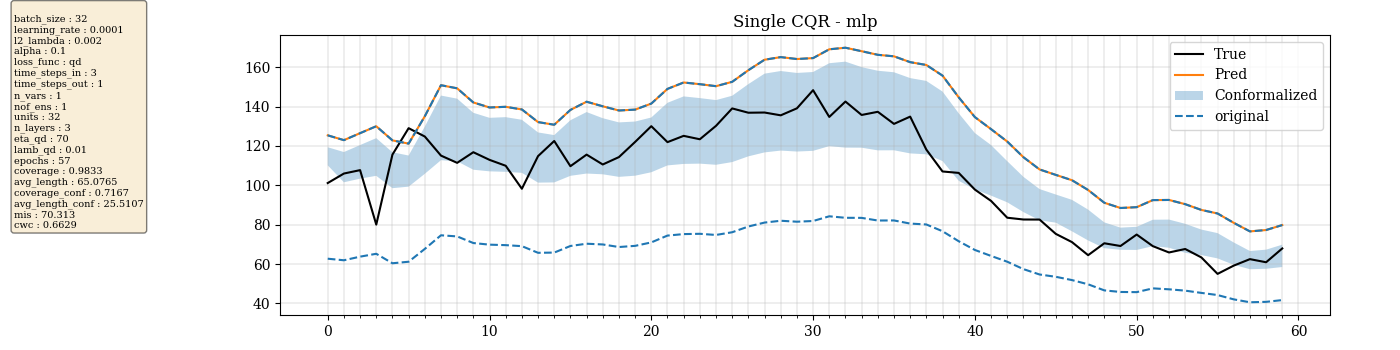 batch_size : 32
learning_rate : 0.0001
l2_lambda : 0.002
alpha : 0.1
loss_func : qd
time_steps_in : 3
time_steps_out : 1
n_vars : 1
nof_ens : 1
units : 32
n_layers : 3
eta_qd : 70
lamb_qd : 0.01
epochs : 57
coverage : 0.9833
avg_length : 65.0765
coverage_conf : 0.7167
avg_length_conf : 25.5107
mis : 70.313
cwc : 0.6629
Single CQR - mlp
True
Pred
Conformalized
original
160
140
120
100
80
60
40
0 10 20 30 40 50 60